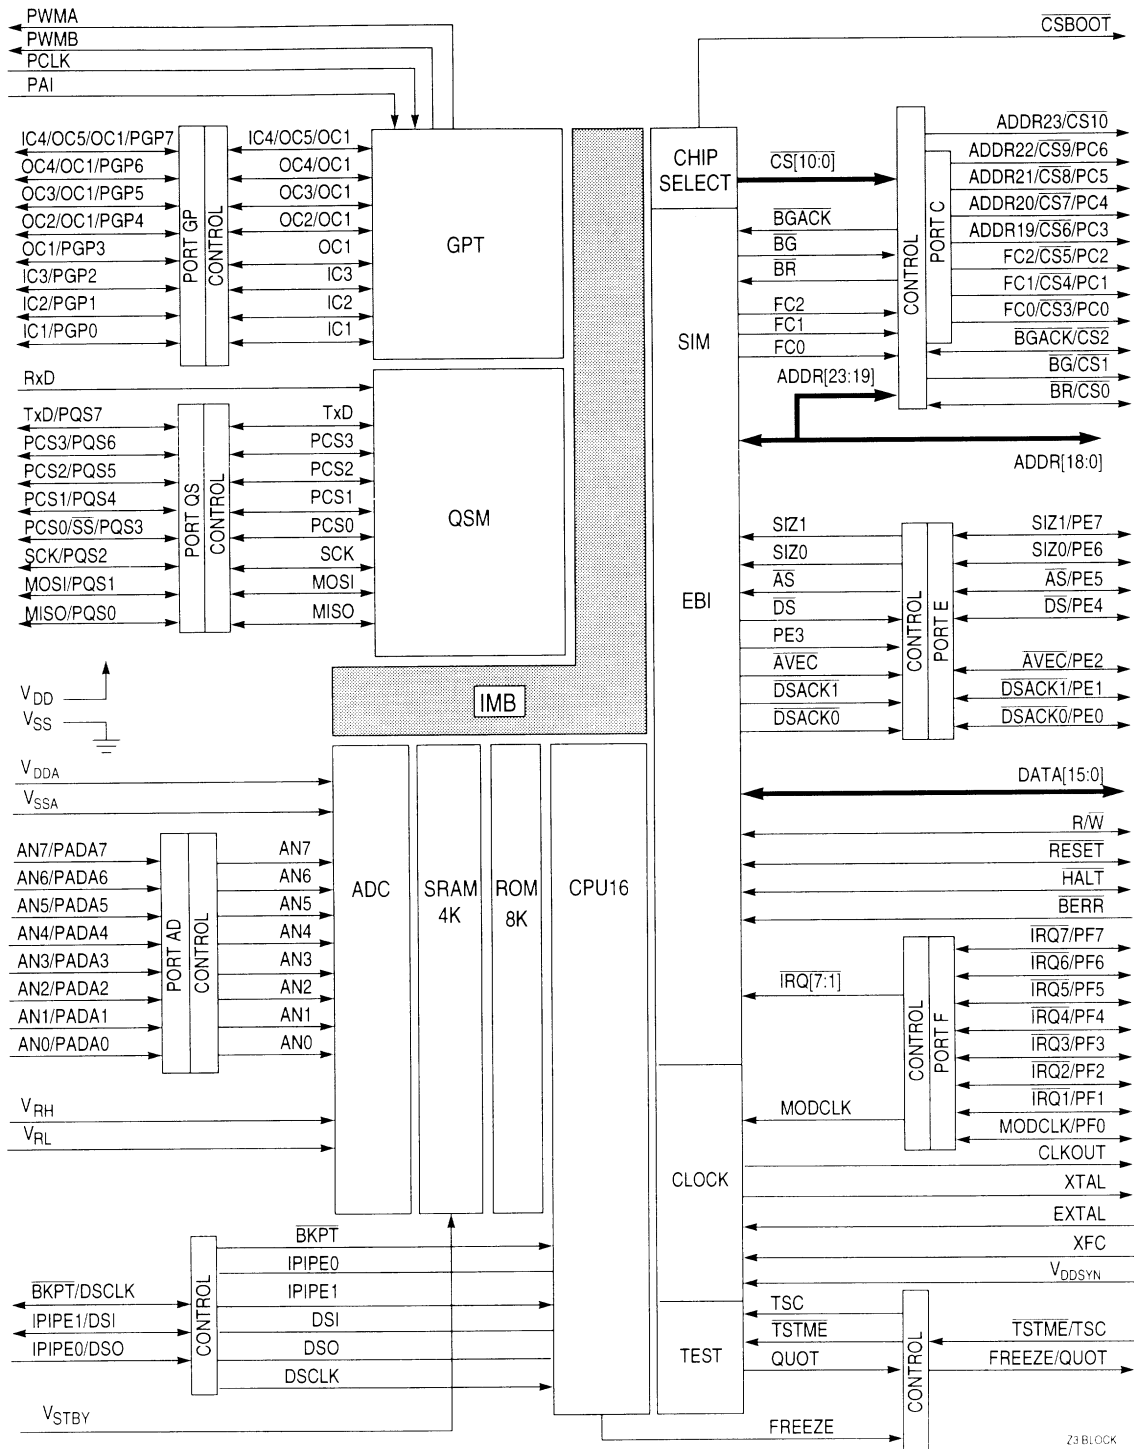 PWMA
PWMB
PCLK
PAI
CSBOOT
IC4/OC5/OC1/PGP7
OC4/OC1/PGP6
OC3/OC1/PGP5
OC2/OC1/PGP4
OC1/PGP3
IC3/PGP2
IC2/PGP1
IC1/PGP0
PORT GP
CONTROL
IC4/OC5/OC1
OC4/OC1
OC3/OC1
OC2/OC1
OC1
IC3
IC2
IC1
GPT
RxD
TxD/PQS7
PCS3/PQS6
PCS2/PQS5
PCS1/PQS4
PCS0/SS/PQS3
SCK/PQS2
MOSI/PQS1
MISO/PQS0
PORT QS
CONTROL
TxD
PCS3
PCS2
PCS1
PCS0
SCK
MOSI
MISO
QSM
IMB
VDD
VSS
VDDA
VSSA
AN7/PADA7
AN6/PADA6
AN5/PADA5
AN4/PADA4
AN3/PADA3
AN2/PADA2
AN1/PADA1
AN0/PADA0
PORT AD
CONTROL
AN7
AN6
AN5
AN4
AN3
AN2
AN1
AN0
VRH
VRL
ADC
SRAM
4K
ROM
8K
CPU16
BKPT/DSCLK
IPIPE1/DSI
IPIPE0/DSO
CONTROL
BKPT
IPIPE0
IPIPE1
DSI
DSO
DSCLK
VSTBY
CHIP
SELECT
SIM
EBI
CLOCK
TEST
CS[10:0]
BGACK
BG
BR
FC2
FC1
FC0
ADDR[23:19]
CONTROL
PORT C
ADDR23/CS10
ADDR22/CS9/PC6
ADDR21/CS8/PC5
ADDR20/CS7/PC4
ADDR19/CS6/PC3
FC2/CS5/PC2
FC1/CS4/PC1
FC0/CS3/PC0
BGACK/CS2
BG/CS1
BR/CS0
ADDR[18:0]
SIZ1
SIZ0
AS
DS
PE3
AVEC
DSACK1
DSACK0
CONTROL
PORT E
SIZ1/PE7
SIZ0/PE6
AS/PE5
DS/PE4
AVEC/PE2
DSACK1/PE1
DSACK0/PE0
DATA[15:0]
R/W
RESET
HALT
BERR
IRQ[7:1]
MODCLK
CONTROL
PORT F
IRQ7/PF7
IRQ6/PF6
IRQ5/PF5
IRQ4/PF4
IRQ3/PF3
IRQ2/PF2
IRQ1/PF1
MODCLK/PF0
CLKOUT
XTAL
EXTAL
XFC
VDDSYN
TSC
TSTME
QUOT
CONTROL
TSTME/TSC
FREEZE/QUOT
FREEZE
Z3 BLOCK